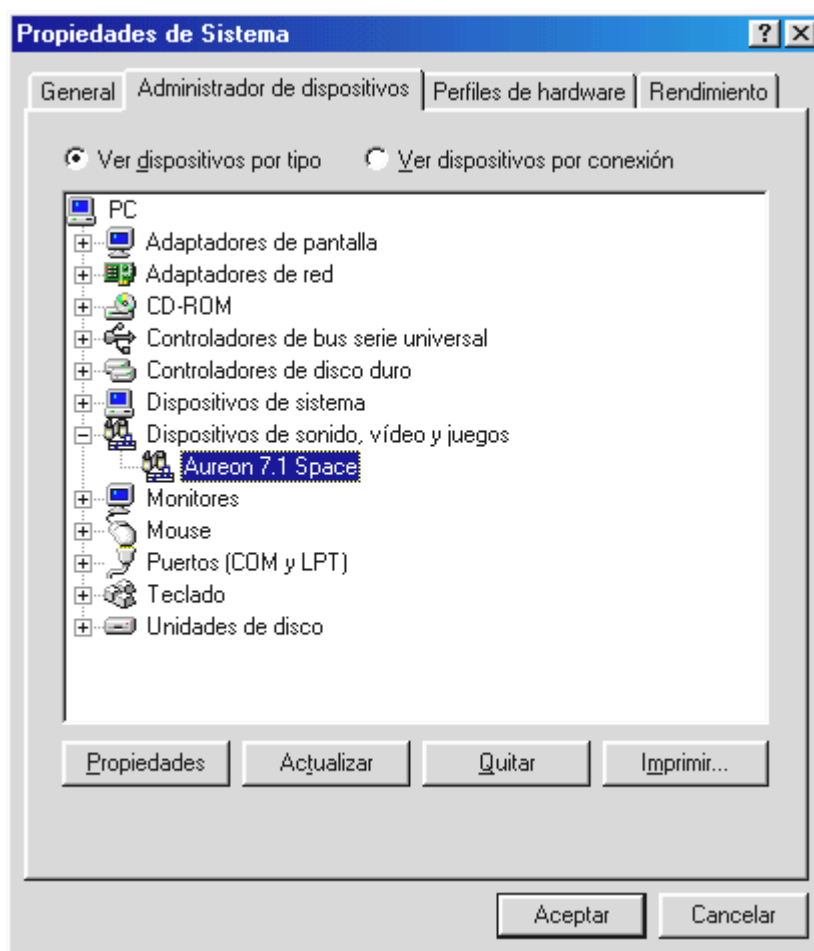 Propiedades de Sistema
General Administrador de dispositivos Perfiles de hardware Rendimiento
Ver dispositivos por tipo Ver dispositivos por conexión
PC
Adaptadores de pantalla
Adaptadores de red
CD-ROM
Controladores de bus serie universal
Controladores de disco duro
Dispositivos de sistema
Dispositivos de sonido, vídeo y juegos
Aureon 7.1 Space
Monitores
Mouse
Puertos (COM y LPT)
Teclado
Unidades de disco
Propiedades Actualizar Quitar Imprimir...
Aceptar Cancelar